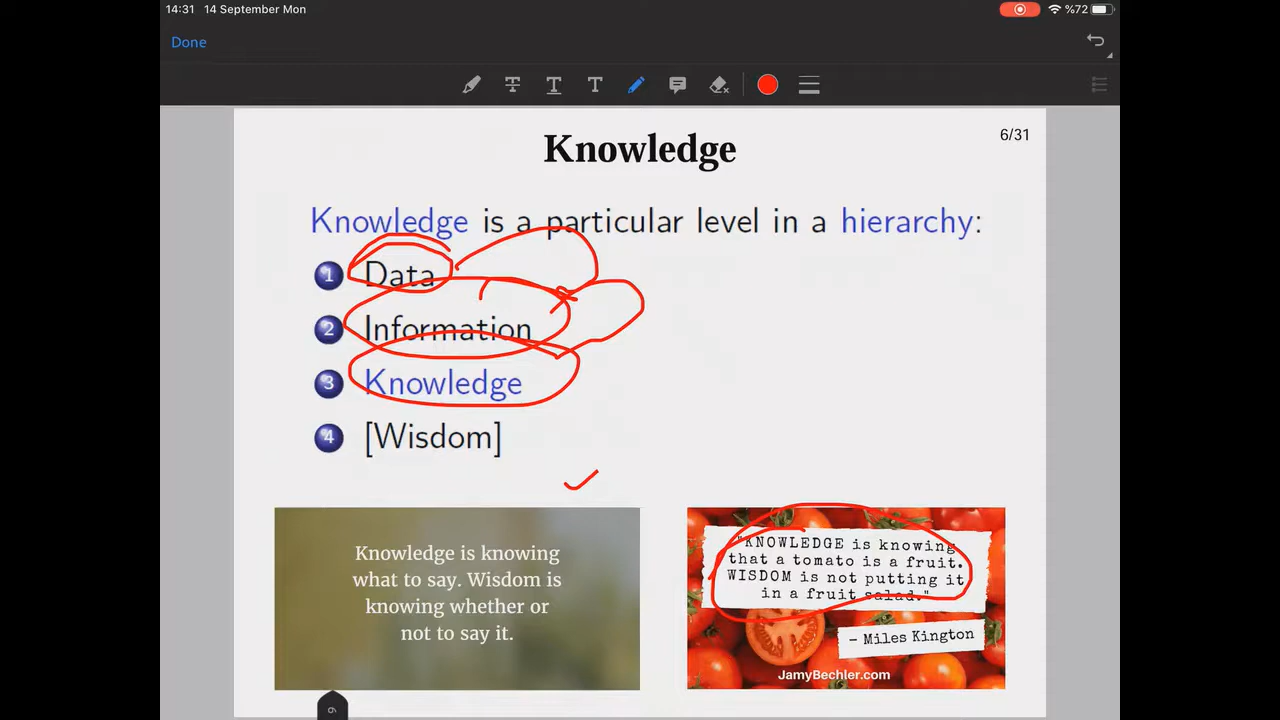 14:31 14 September Mon
%72
Done
Knowledge
6/31
Knowledge is a particular level in a hierarchy:
1 Data
2 Information
3 Knowledge
4 [Wisdom]
Knowledge is knowing
what to say. Wisdom is
knowing whether or
not to say it.
"KNOWLEDGE is knowing
that a tomato is a fruit.
WISDOM is not putting it
in a fruit salad."
– Miles Kington
JamyBechler.com
6